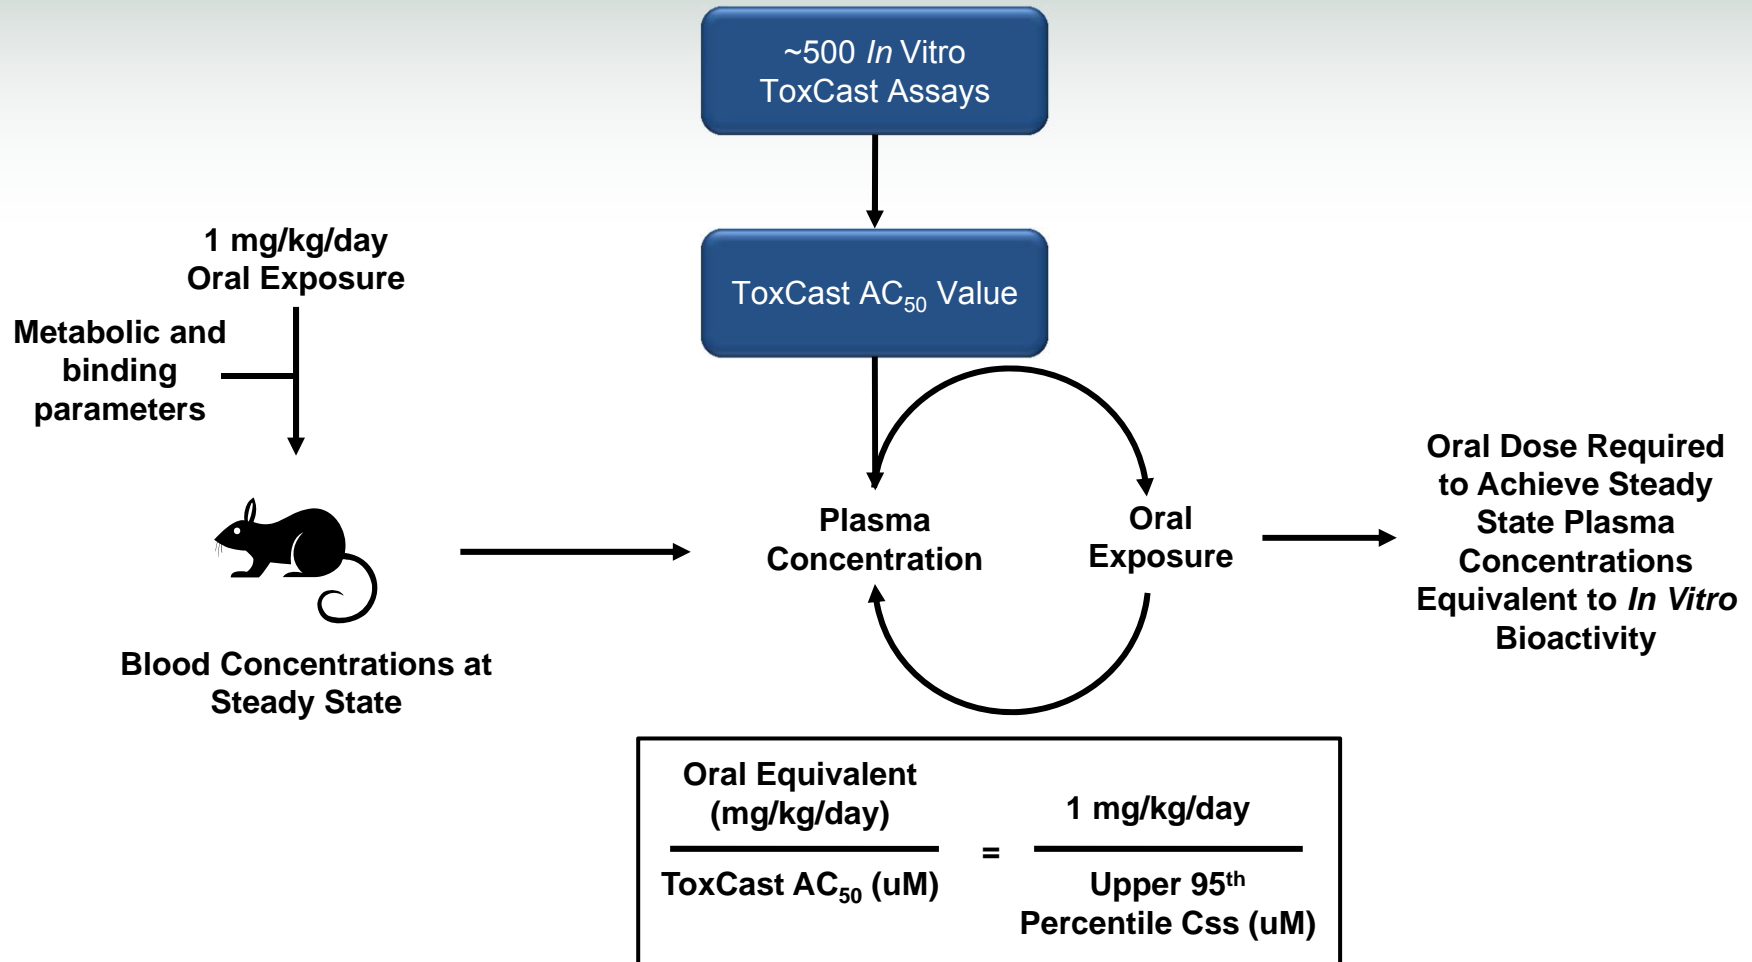 ~500 In Vitro
ToxCast Assays
ToxCast AC50 Value
1 mg/kg/day
Oral Exposure
Metabolic and
binding
parameters
Blood Concentrations at
Steady State
Plasma
Concentration
Oral
Exposure
Oral Dose Required
to Achieve Steady
State Plasma
Concentrations
Equivalent to In Vitro
Bioactivity
Oral Equivalent
(mg/kg/day)
ToxCast AC50 (uM)
=
1 mg/kg/day
Upper 95th
Percentile Css (uM)